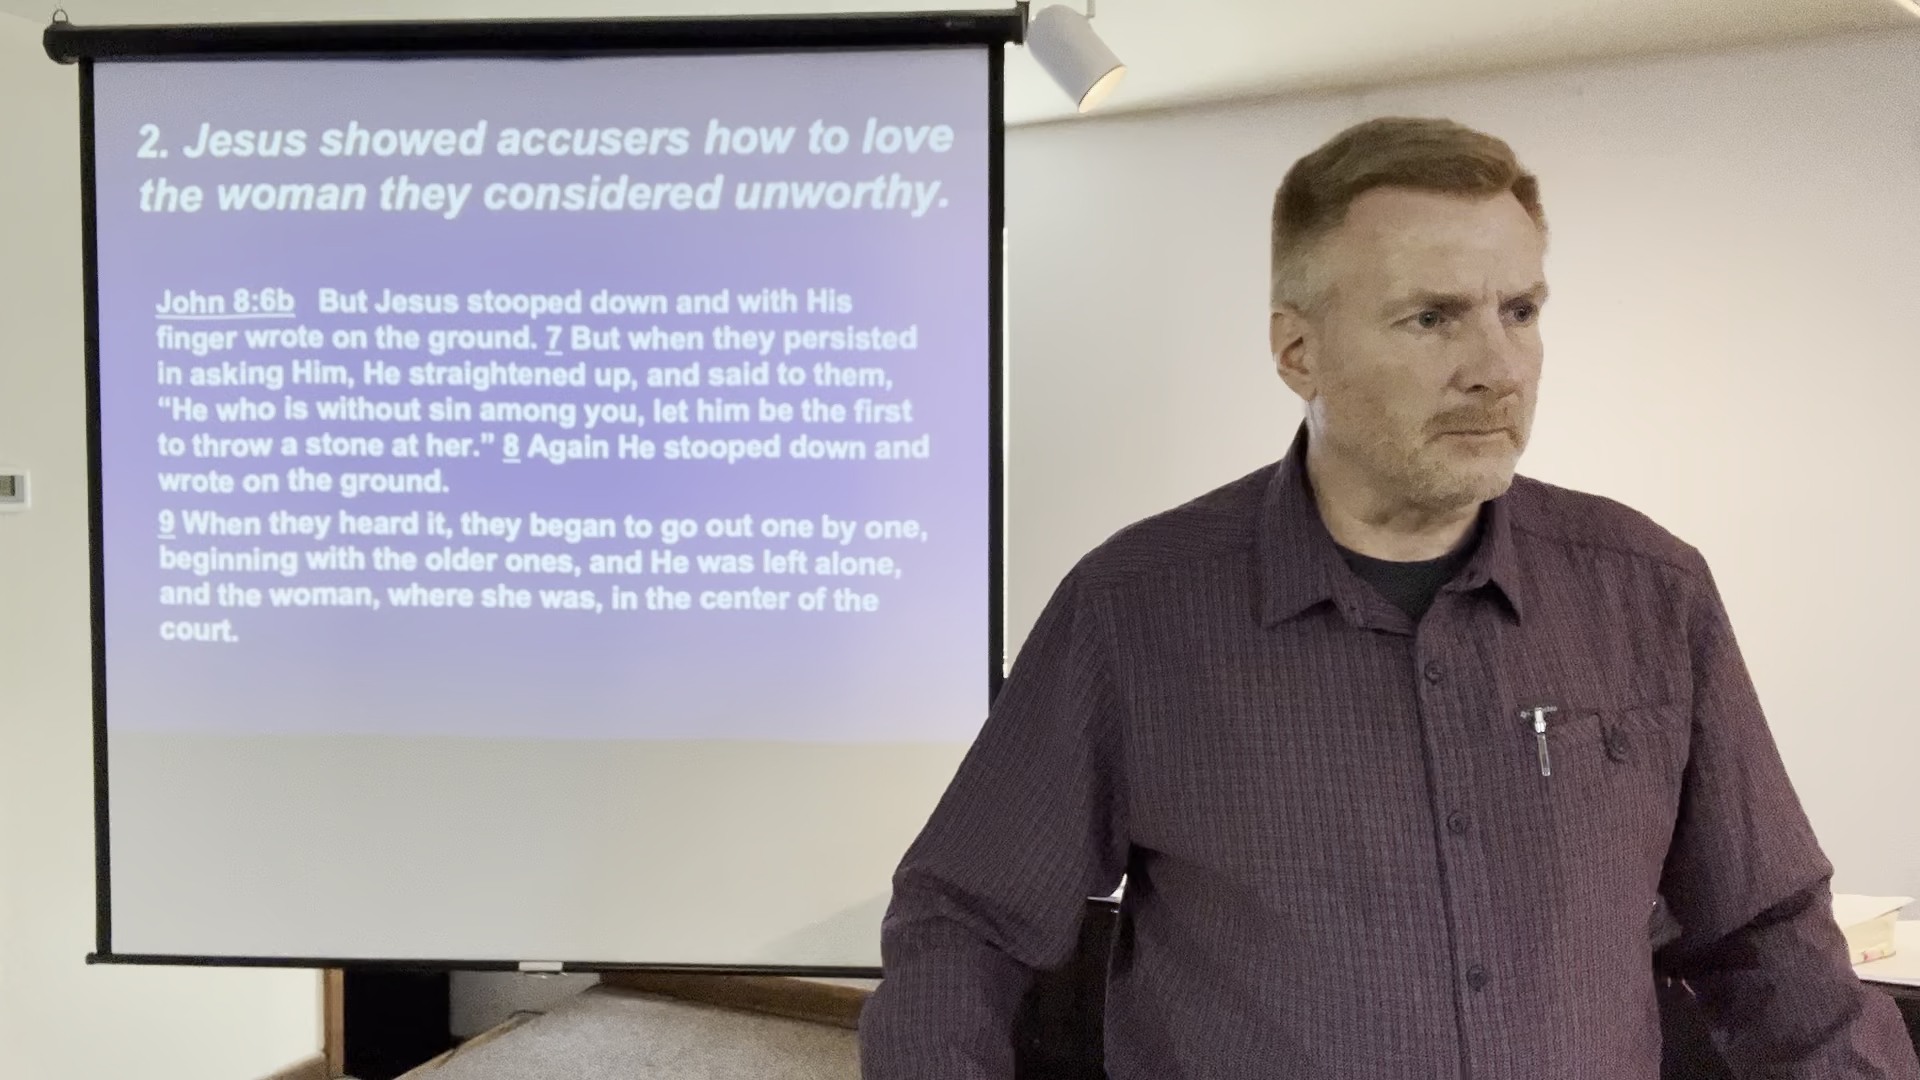 2. Jesus showed accusers how to love
the woman they considered unworthy.
John 8:6b But Jesus stooped down and with His
finger wrote on the ground. 7 But when they persisted
in asking Him, He straightened up, and said to them,
“He who is without sin among you, let him be the first
to throw a stone at her.” 8 Again He stooped down and
wrote on the ground.
9 When they heard it, they began to go out one by one,
beginning with the older ones, and He was left alone,
and the woman, where she was, in the center of the
court.